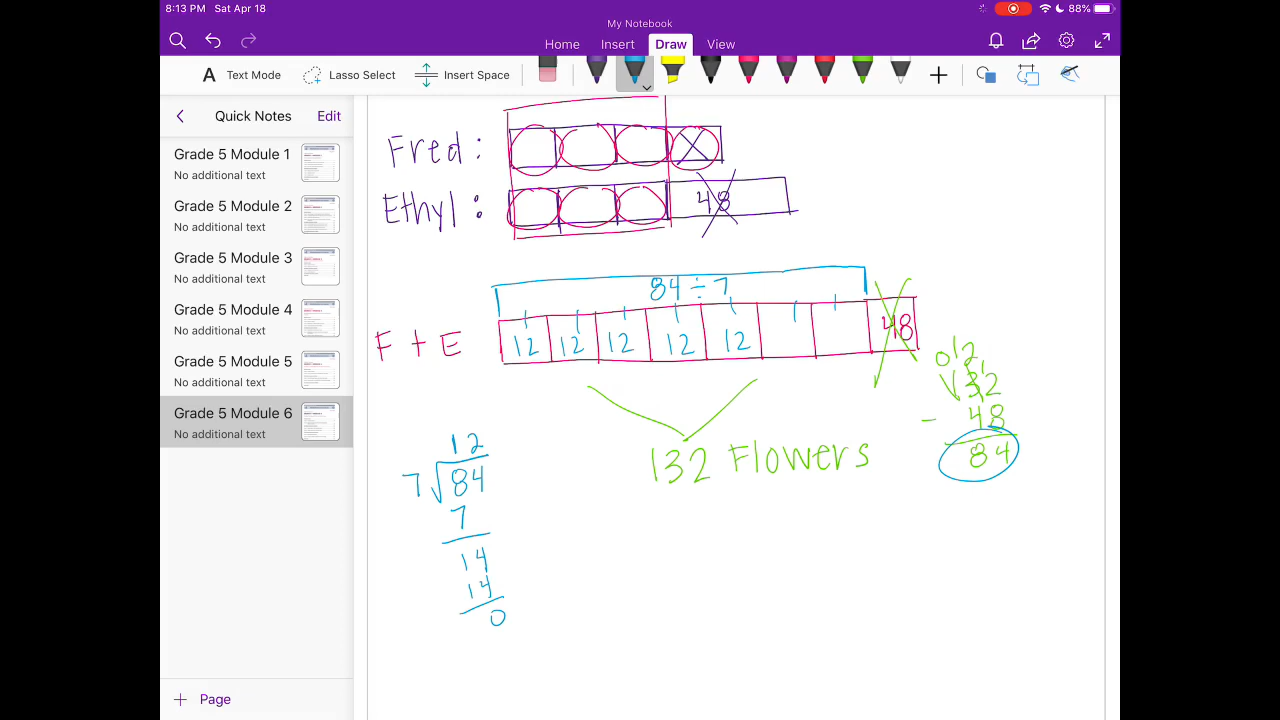 8:13 PM Sat Apr 18
88%
My Notebook
Home Insert Draw View
Text Mode Lasso Select Insert Space
Quick Notes Edit
Grade 5 Module 1
No additional text
Grade 5 Module 2
No additional text
Grade 5 Module 3
No additional text
Grade 5 Module 4
No additional text
Grade 5 Module 5
No additional text
Grade 5 Module 6
No additional text
Page
Fred:
Ethyl: 48
84 ÷ 7
F + E 12 12 12 12 12 48
0 12
132
- 48
84
132 Flowers
12
7 √84
7
14
14
0